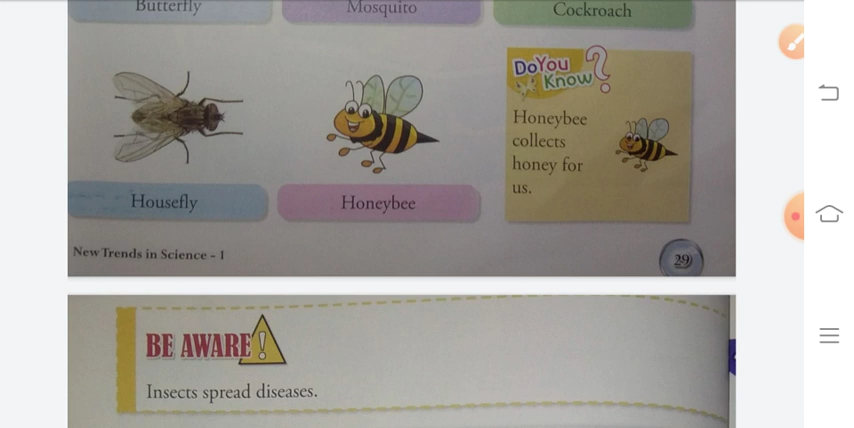 Butterfly
Mosquito
Cockroach
Do You
Know
?
Honeybee
collects
honey for
us.
Housefly
Honeybee
New Trends in Science - I
29
BE AWARE!
Insects spread diseases.